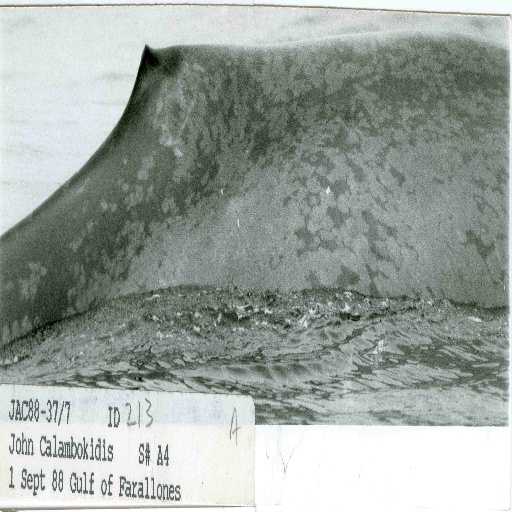 JAC88-37/7 ID 213 A
John Calambokidis S# A4
1 Sept 88 Gulf of Farallones